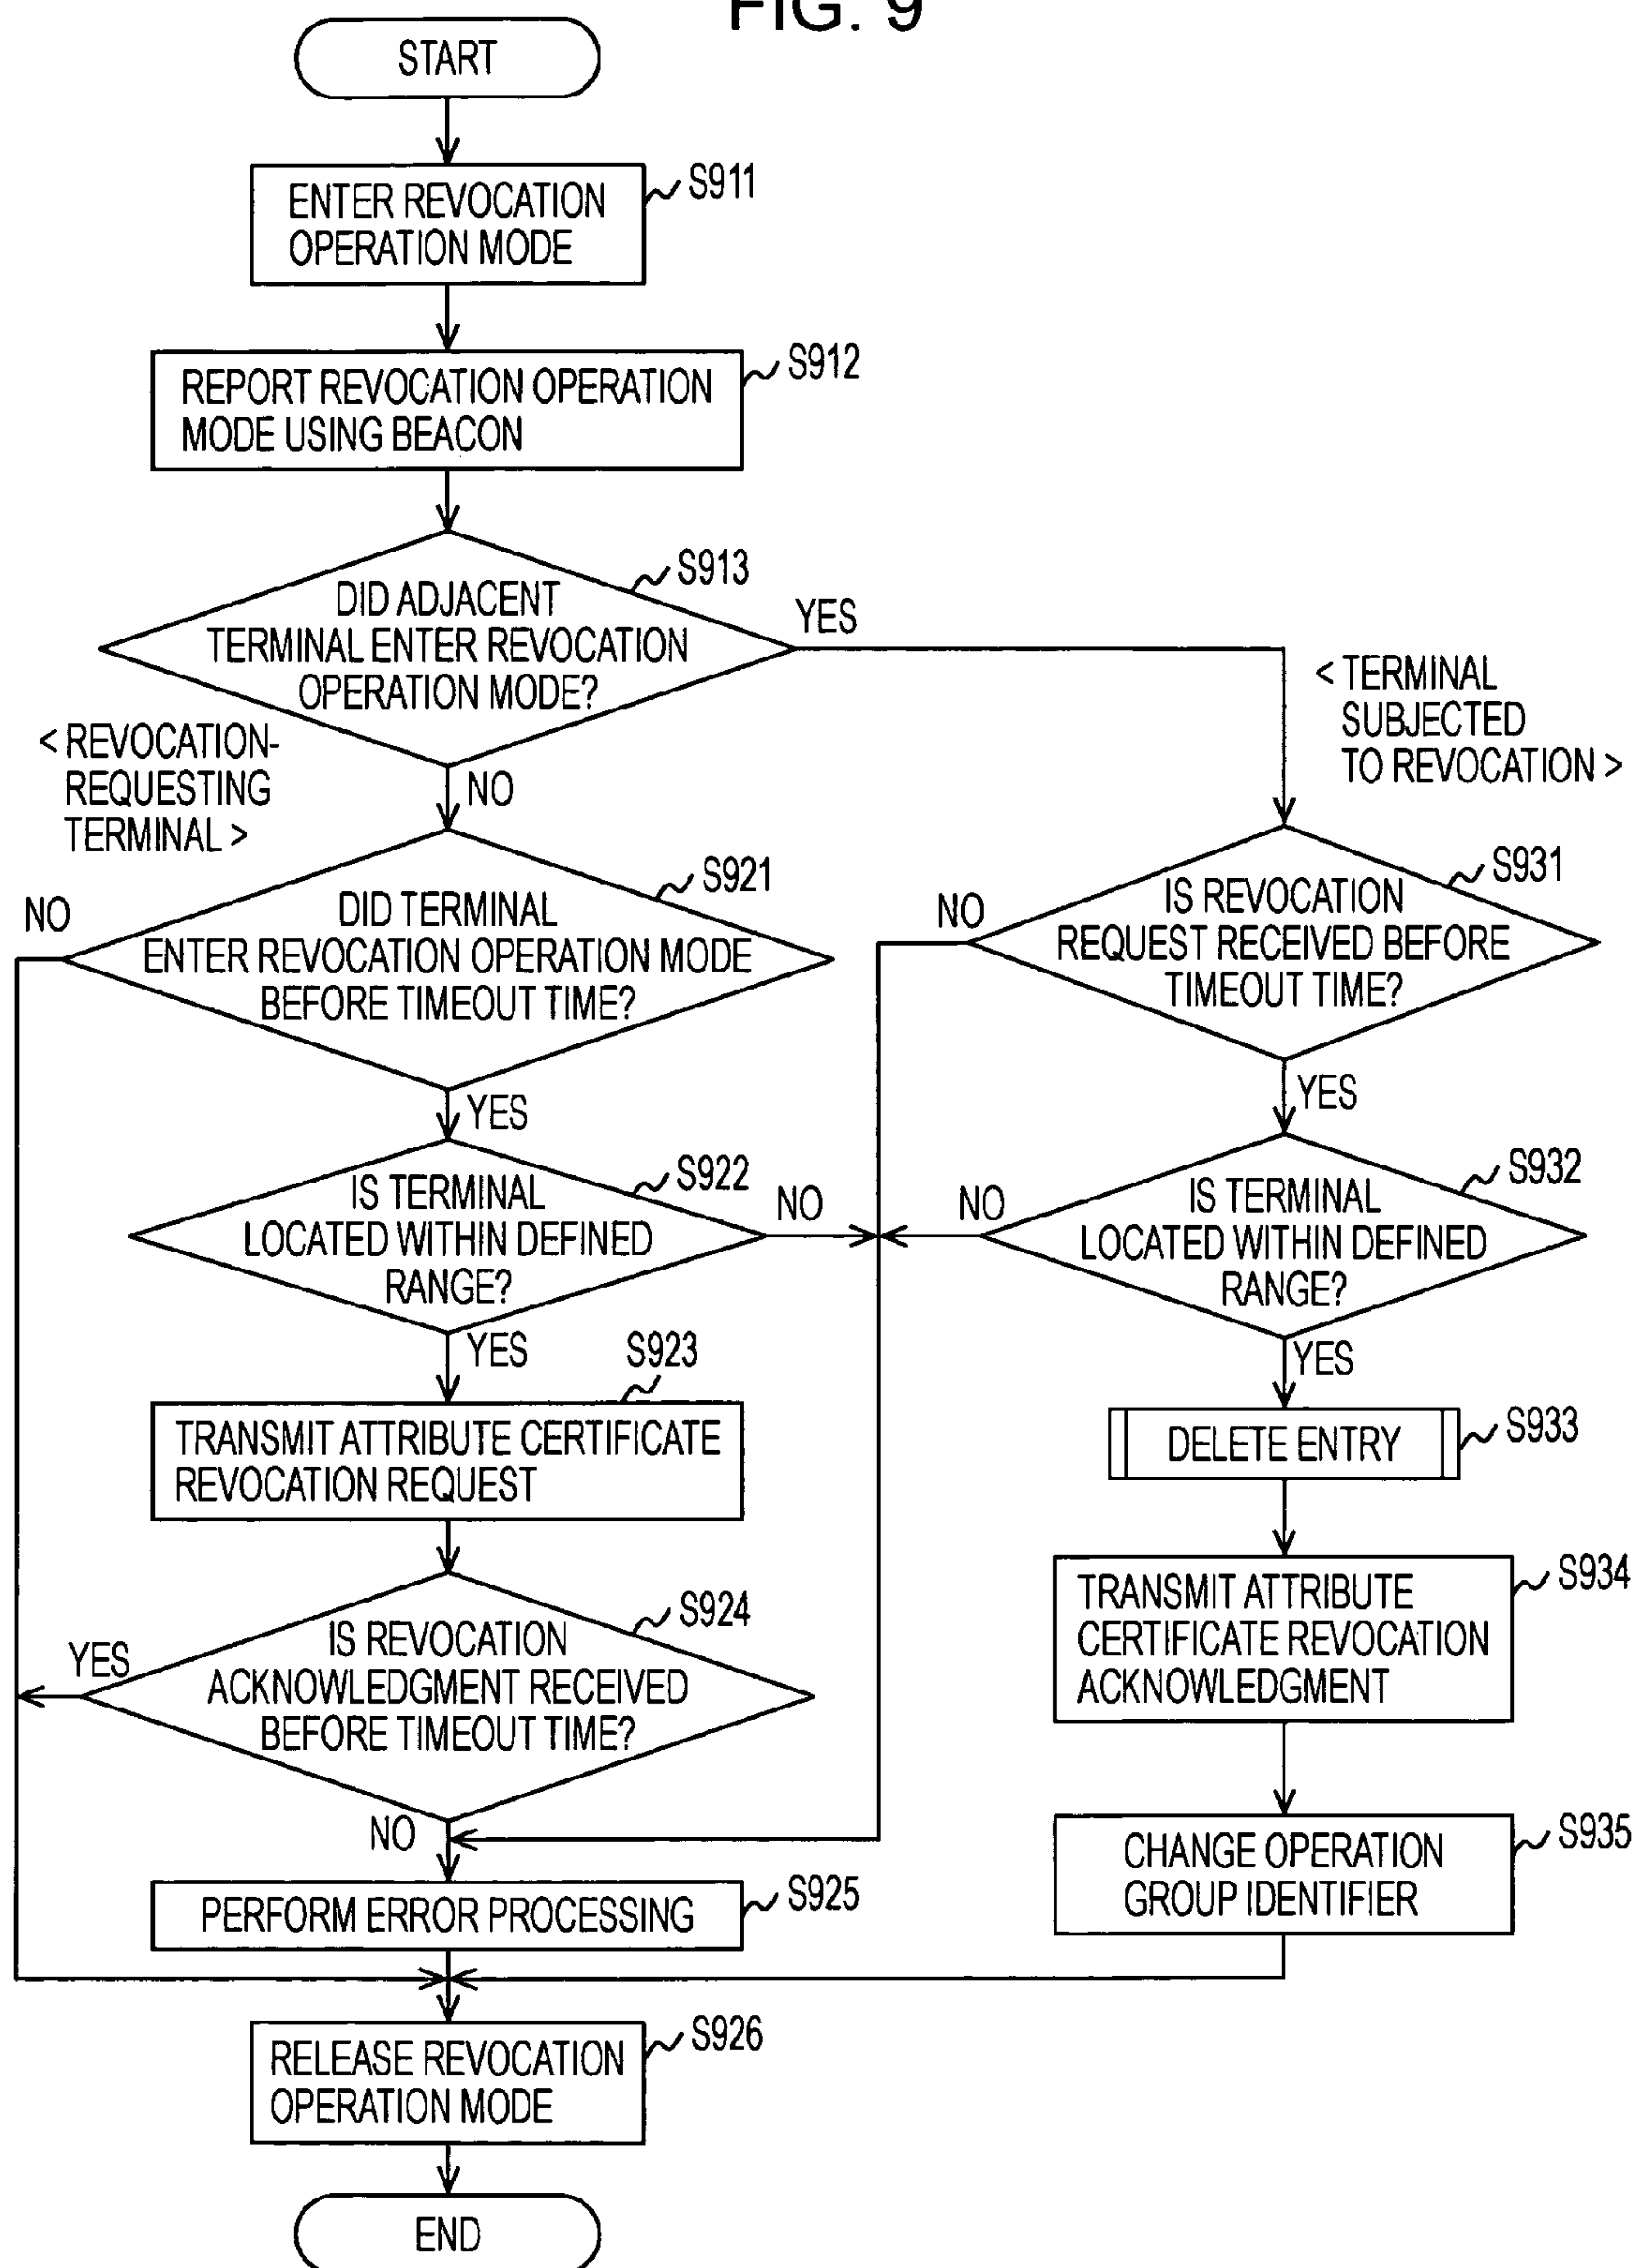 FIG. 9
START
ENTER REVOCATION
OPERATION MODE
S911
REPORT REVOCATION OPERATION
MODE USING BEACON
S912
DID ADJACENT
TERMINAL ENTER REVOCATION
OPERATION MODE?
S913
YES
< TERMINAL
SUBJECTED
TO REVOCATION >
< REVOCATION-
REQUESTING
TERMINAL >
NO
DID TERMINAL
ENTER REVOCATION OPERATION MODE
BEFORE TIMEOUT TIME?
S921
NO
YES
IS REVOCATION
REQUEST RECEIVED BEFORE
TIMEOUT TIME?
S931
NO
YES
IS TERMINAL
LOCATED WITHIN DEFINED
RANGE?
S922
NO
YES
IS TERMINAL
LOCATED WITHIN DEFINED
RANGE?
S932
NO
YES
TRANSMIT ATTRIBUTE CERTIFICATE
REVOCATION REQUEST
S923
DELETE ENTRY
S933
IS REVOCATION
ACKNOWLEDGMENT RECEIVED
BEFORE TIMEOUT TIME?
S924
YES
NO
TRANSMIT ATTRIBUTE
CERTIFICATE REVOCATION
ACKNOWLEDGMENT
S934
PERFORM ERROR PROCESSING
S925
CHANGE OPERATION
GROUP IDENTIFIER
S935
RELEASE REVOCATION
OPERATION MODE
S926
END